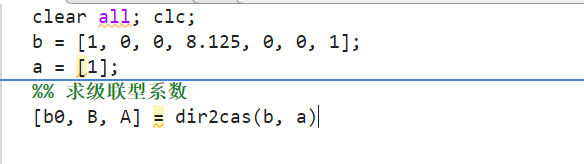 clear all; clc;
b = [1, 0, 0, 8.125, 0, 0, 1];
a = [1];
%% 求级联型系数
[b0, B, A] = dir2cas(b, a)